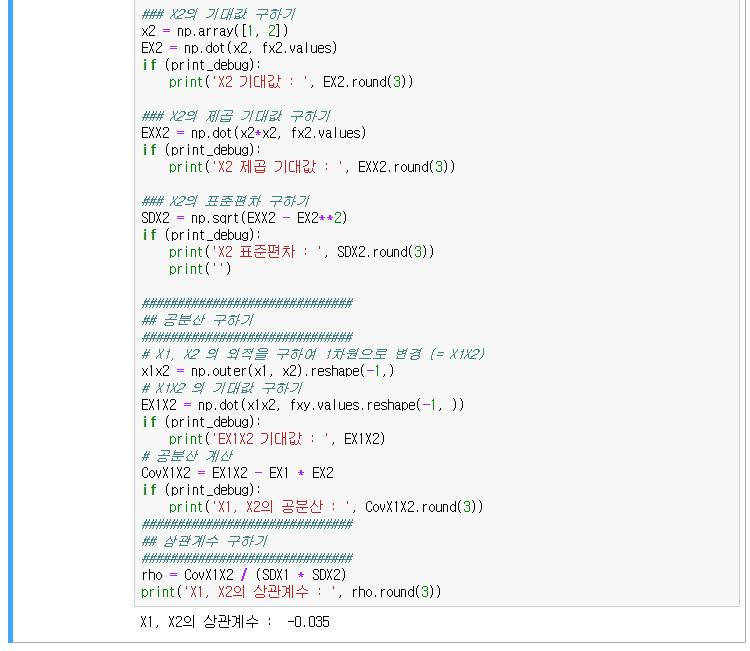 ### X2의 기대값 구하기
x2 = np.array([1, 2])
EX2 = np.dot(x2, fx2.values)
if (print_debug):
    print('X2 기대값 : ', EX2.round(3))
### X2의 제곱 기대값 구하기
EXX2 = np.dot(x2*x2, fx2.values)
if (print_debug):
    print('X2 제곱 기대값 : ', EXX2.round(3))
### X2의 표준편차 구하기
SDX2 = np.sqrt(EXX2 - EX2**2)
if (print_debug):
    print('X2 표준편차 : ', SDX2.round(3))
    print('')
##############################
## 공분산 구하기
##############################
# X1, X2 의 외적을 구하여 1차원으로 변경 (= X1X2)
x1x2 = np.outer(x1, x2).reshape(-1,)
# X1X2 의 기대값 구하기
EX1X2 = np.dot(x1x2, fxy.values.reshape(-1, ))
if (print_debug):
    print('EX1X2 기대값 : ', EX1X2)
# 공분산 계산
CovX1X2 = EX1X2 - EX1 * EX2
if (print_debug):
    print('X1, X2의 공분산 : ', CovX1X2.round(3))
##############################
## 상관계수 구하기
##############################
rho = CovX1X2 / (SDX1 * SDX2)
print('X1, X2의 상관계수 : ', rho.round(3))
X1, X2의 상관계수 :  -0.035